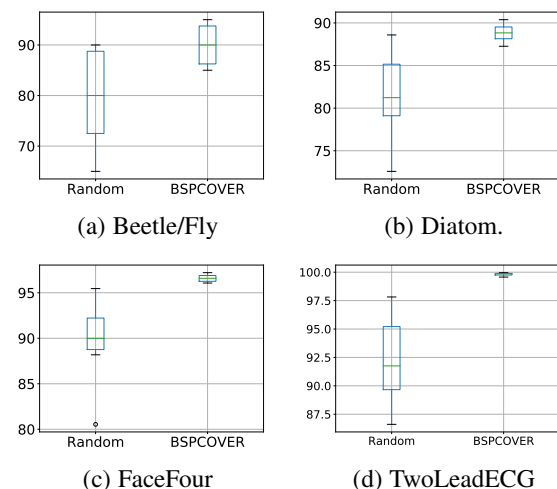 90
80
70
Random BSPCOVER
(a) Beetle/Fly
90
85
80
75
Random BSPCOVER
(b) Diatom.
95
90
85
80
Random BSPCOVER
(c) FaceFour
100.0
97.5
95.0
92.5
90.0
87.5
Random BSPCOVER
(d) TwoLeadECG